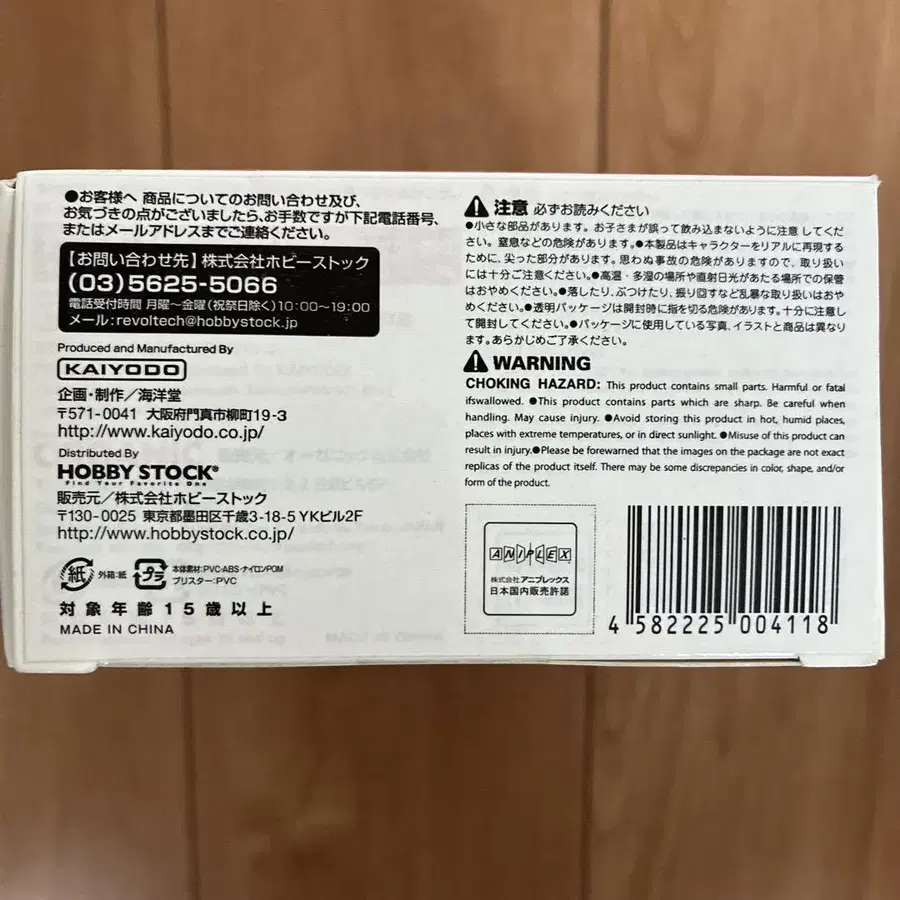 ●お客様へ 商品についてのお問い合わせ及び、
お気づきの点がございましたら、お手数ですが下記電話番号、
またはメールアドレスまでご連絡ください。
【お問い合わせ先】株式会社ホビーストック
(03)5625-5066
電話受付時間 月曜~金曜(祝祭日除く)10:00~19:00
メール:revoltech@hobbystock.jp
Produced and Manufactured By
KAIYODO
企画・制作/海洋堂
〒571-0041 大阪府門真市柳町19-3
http://www.kaiyodo.co.jp/
Distributed By
HOBBY STOCK®
Find Your Favorite One
販売元/株式会社ホビーストック
〒130-0025 東京都墨田区千歳3-18-5 YKビル2F
http://www.hobbystock.co.jp/
紙 外箱:紙 プラ 本体素材:PVC・ABS・ナイロンPOM
ブリスター:PVC
対象年齢15歳以上
MADE IN CHINA
注意 必ずお読みください
●小さな部品があります。お子さまが誤って飲み込まないように注意 してくだ
さい。窒息などの危険があります。●本製品はキャラクターをリアルに再現する
ために、尖った部分があります。思わぬ事故の危険がありますので、取り扱い
には十分ご注意ください。●高温・多湿の場所や直射日光があたる場所での保管
はおやめください。●落したり、ぶつけたり、振り回すなど乱暴な取り扱いはおや
めください。●透明パッケージは開封時に指を切る危険があります。十分に注意し
て開封してください。●パッケージに使用している写真、イラストと商品は異なり
ます。あらかじめご了承ください。
WARNING
CHOKING HAZARD: This product contains small parts. Harmful or fatal
ifswallowed. ●This product contains parts which are sharp. Be careful when
handling. May cause injury. ●Avoid storing this product in hot, humid places,
places with extreme temperatures, or in direct sunlight. ●Misuse of this product can
result in injury.●Please be forewarned that the images on the package are not exact
replicas of the product itself. There may be some discrepancies in color, shape, and/or
form of the product.
ANIPLEX
株式会社 アニプレックス
日本国内販売許諾
4 582225 004118